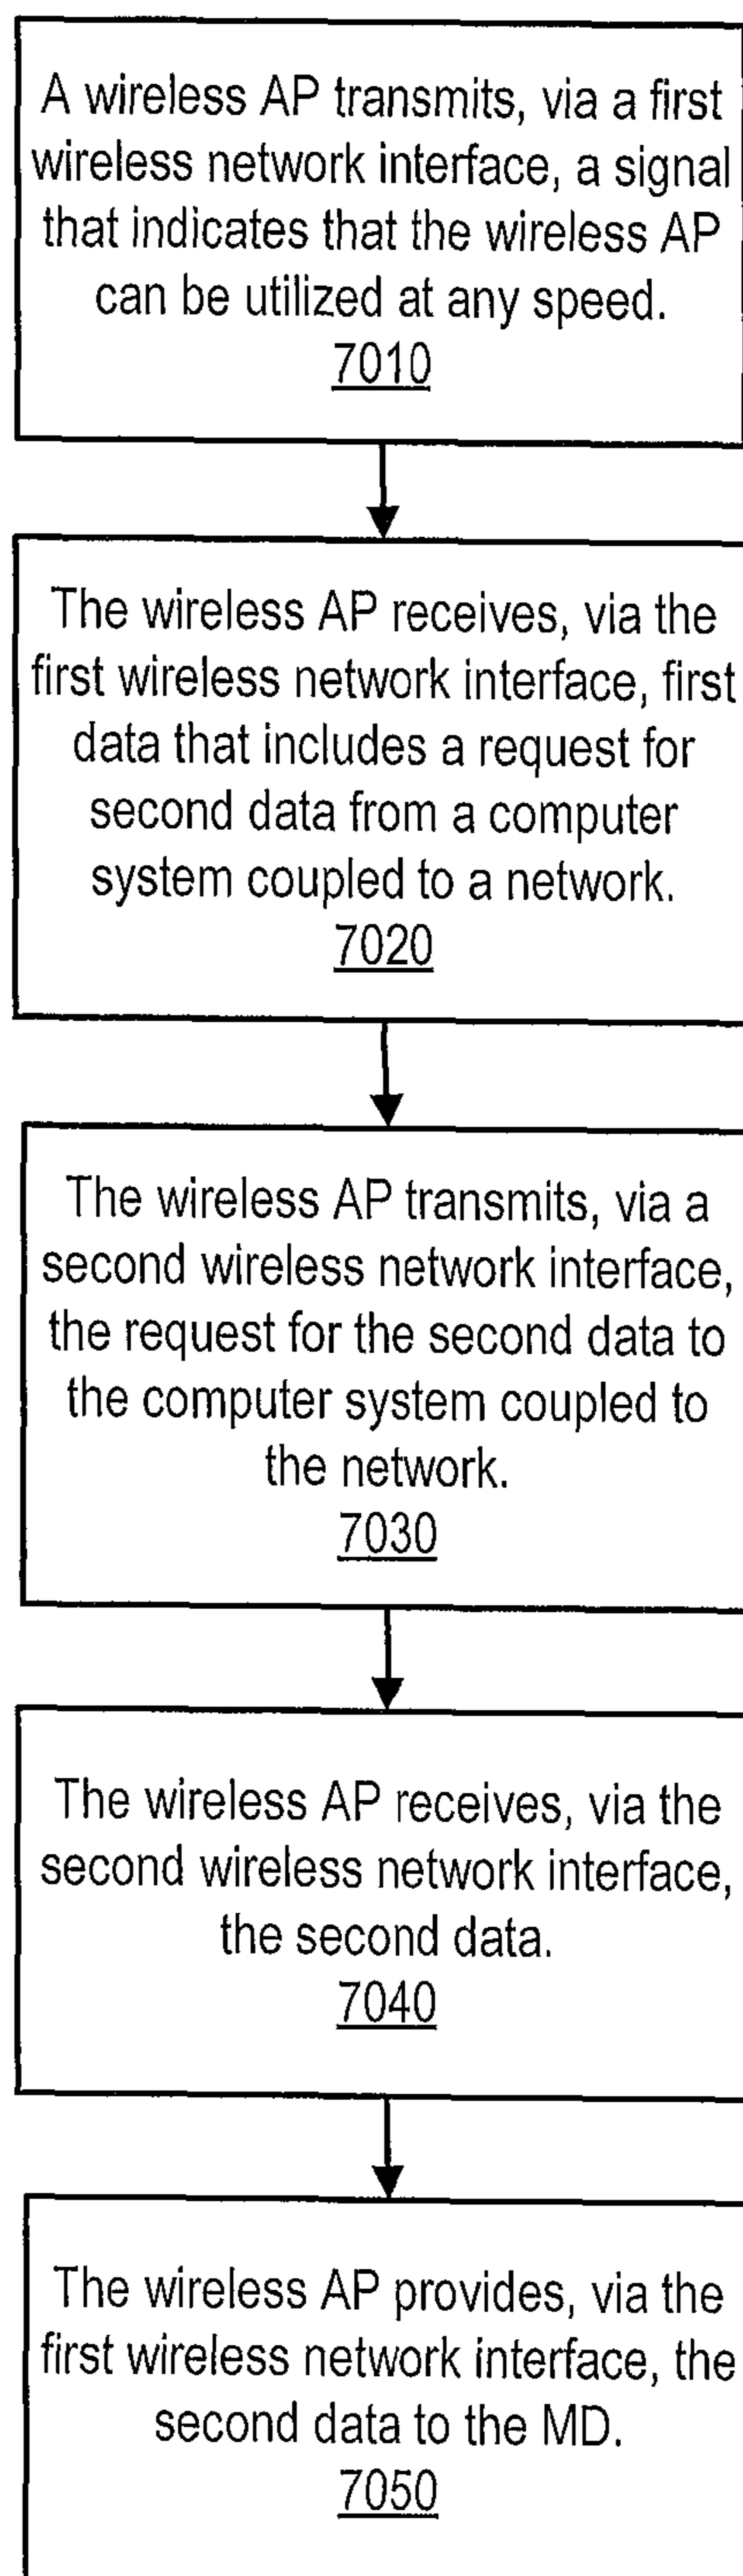 A wireless AP transmits, via a first
wireless network interface, a signal
that indicates that the wireless AP
can be utilized at any speed.
7010
The wireless AP receives, via the
first wireless network interface, first
data that includes a request for
second data from a computer
system coupled to a network.
7020
The wireless AP transmits, via a
second wireless network interface,
the request for the second data to
the computer system coupled to
the network.
7030
The wireless AP receives, via the
second wireless network interface,
the second data.
7040
The wireless AP provides, via the
first wireless network interface, the
second data to the MD.
7050